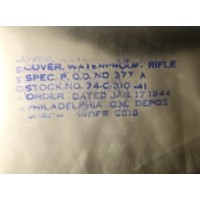 COVER, WATERPROOF, RIFLE
SPEC. P.Q.D. NO 377 A
STOCK NO. 74-C-310-41
ORDER DATED JAN. 17 1944
PHILADELPHIA Q.M. DEPOT